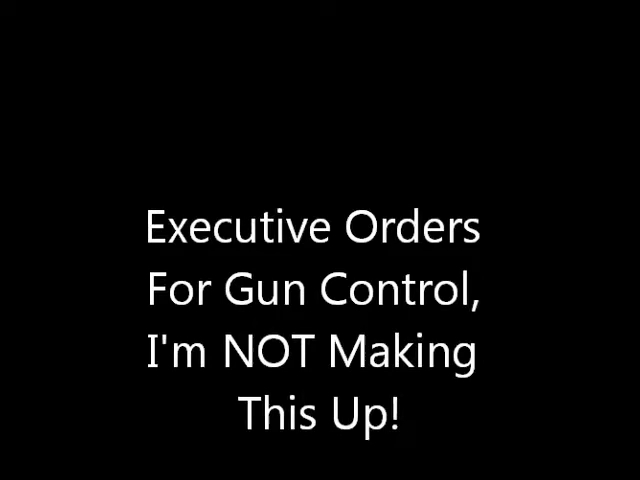 Executive Orders
For Gun Control,
I'm NOT Making
This Up!